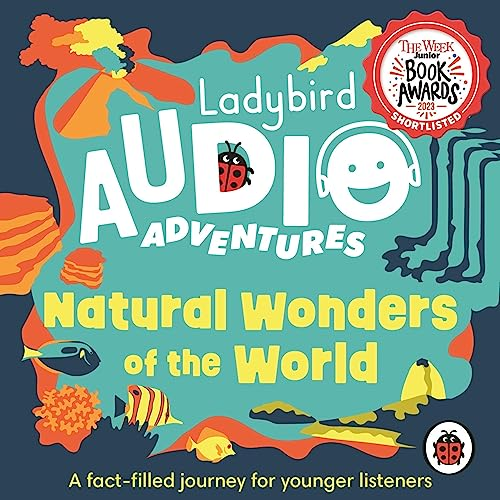 Ladybird
AUDIO
ADVENTURES
THE WEEK
Junior
BOOK
AWARDS
2023
SHORTLISTED
Natural Wonders
of the World
A fact-filled journey for younger listeners